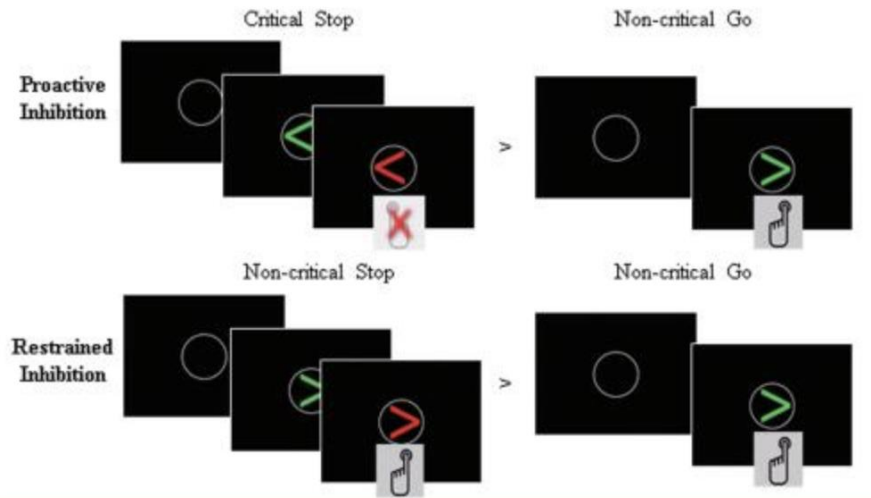 Critical Stop
Non-critical Go
Proactive
Inhibition
>
Non-critical Stop
Non-critical Go
Restrained
Inhibition
>